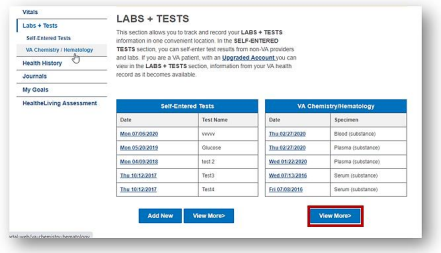 Vitals
Labs + Tests
Self-Entered Tests
VA Chemistry / Hematology
Health History
Journals
My Goals
HealtheLiving Assessment
LABS + TESTS
This section allows you to track and record your LABS + TESTS
information in one convenient location. In the SELF-ENTERED
TESTS section, you can self-enter test results from non-VA providers
and labs. If you are a VA patient, with an Upgraded Account you can
view in the LABS + TESTS section, information from your VA health
record as it becomes available.
Self-Entered Tests
Date Test Name
Mon 07/06/2020 vvvvv
Mon 05/20/2019 Glucose
Mon 04/09/2018 test 2
Thu 10/12/2017 Test3
Thu 10/12/2017 Test4
Add New View More>
VA Chemistry/Hematology
Date Specimen
Thu 02/27/2020 Blood (substance)
Thu 02/27/2020 Plasma (substance)
Wed 01/22/2020 Plasma (substance)
Wed 07/13/2016 Serum (substance)
Fri 07/08/2016 Serum (substance)
View More>